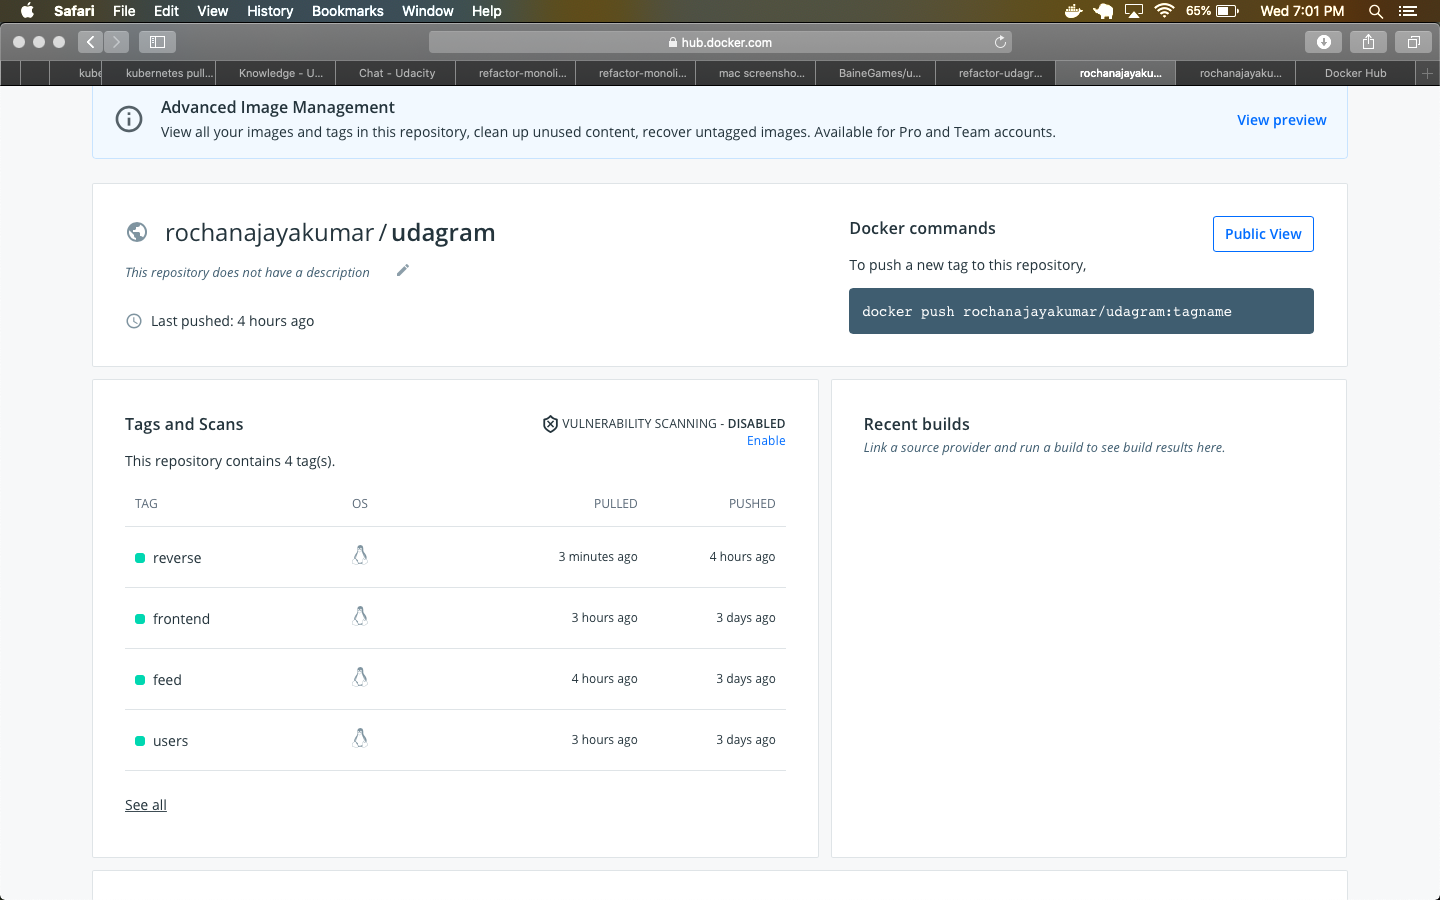 Safari File Edit View History Bookmarks Window Help 65% Wed 7:01 PM
hub.docker.com
kube kubernetes pull... Knowledge - U... Chat - Udacity refactor-monoli... refactor-monoli... mac screensho... BaineGames/u... refactor-udagr... rochanajayaku... rochanajayaku... Docker Hub
Advanced Image Management
View all your images and tags in this repository, clean up unused content, recover untagged images. Available for Pro and Team accounts.
View preview
rochanajayakumar / udagram
This repository does not have a description
Last pushed: 4 hours ago
Docker commands
Public View
To push a new tag to this repository,
docker push rochanajayakumar/udagram:tagname
Tags and Scans
VULNERABILITY SCANNING - DISABLED
Enable
This repository contains 4 tag(s).
TAG OS PULLED PUSHED
reverse 3 minutes ago 4 hours ago
frontend 3 hours ago 3 days ago
feed 4 hours ago 3 days ago
users 3 hours ago 3 days ago
See all
Recent builds
Link a source provider and run a build to see build results here.